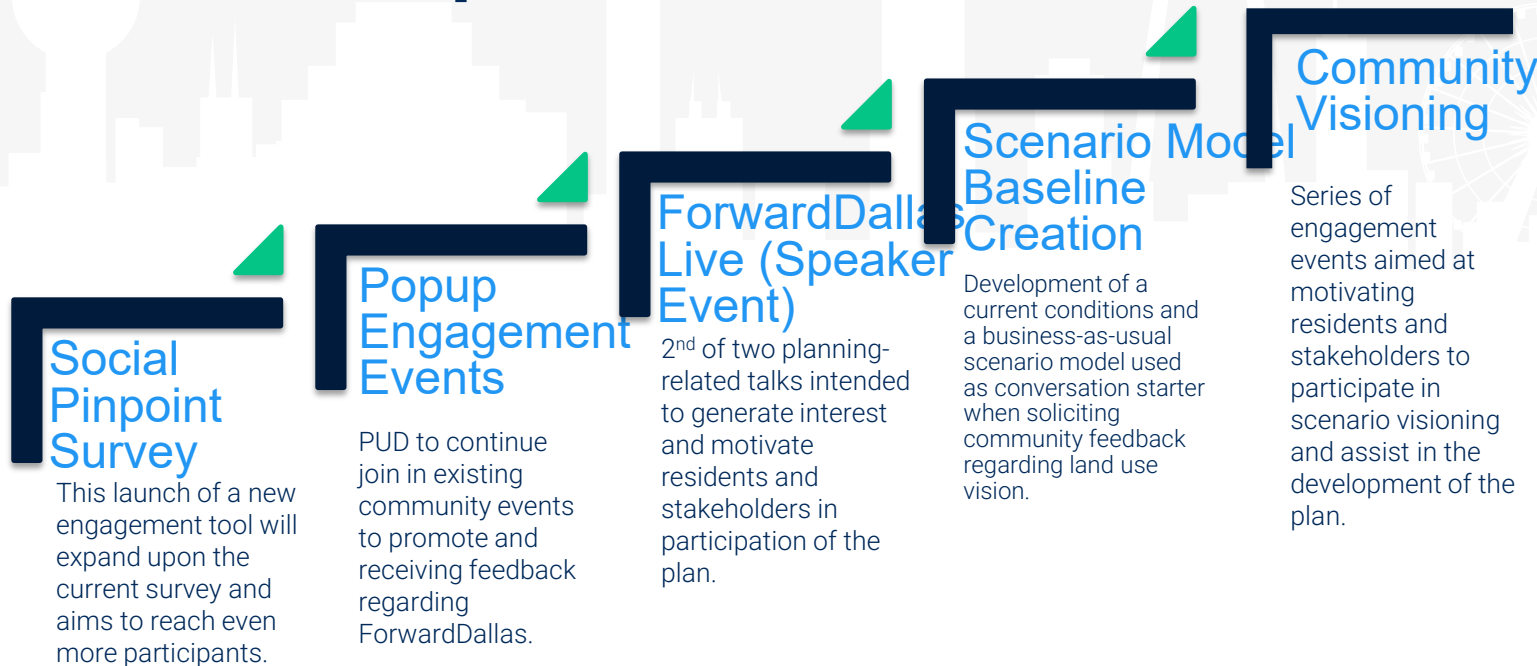 Social
Pinpoint
Survey
This launch of a new
engagement tool will
expand upon the
current survey and
aims to reach even
more participants.
Popup
Engagement
Events
PUD to continue
join in existing
community events
to promote and
receiving feedback
regarding
ForwardDallas.
ForwardDallas
Live (Speaker
Event)
2nd of two planning-
related talks intended
to generate interest
and motivate
residents and
stakeholders in
participation of the
plan.
Scenario Model
Baseline
Creation
Development of a
current conditions and
a business-as-usual
scenario model used
as conversation starter
when soliciting
community feedback
regarding land use
vision.
Community
Visioning
Series of
engagement
events aimed at
motivating
residents and
stakeholders to
participate in
scenario visioning
and assist in the
development of the
plan.